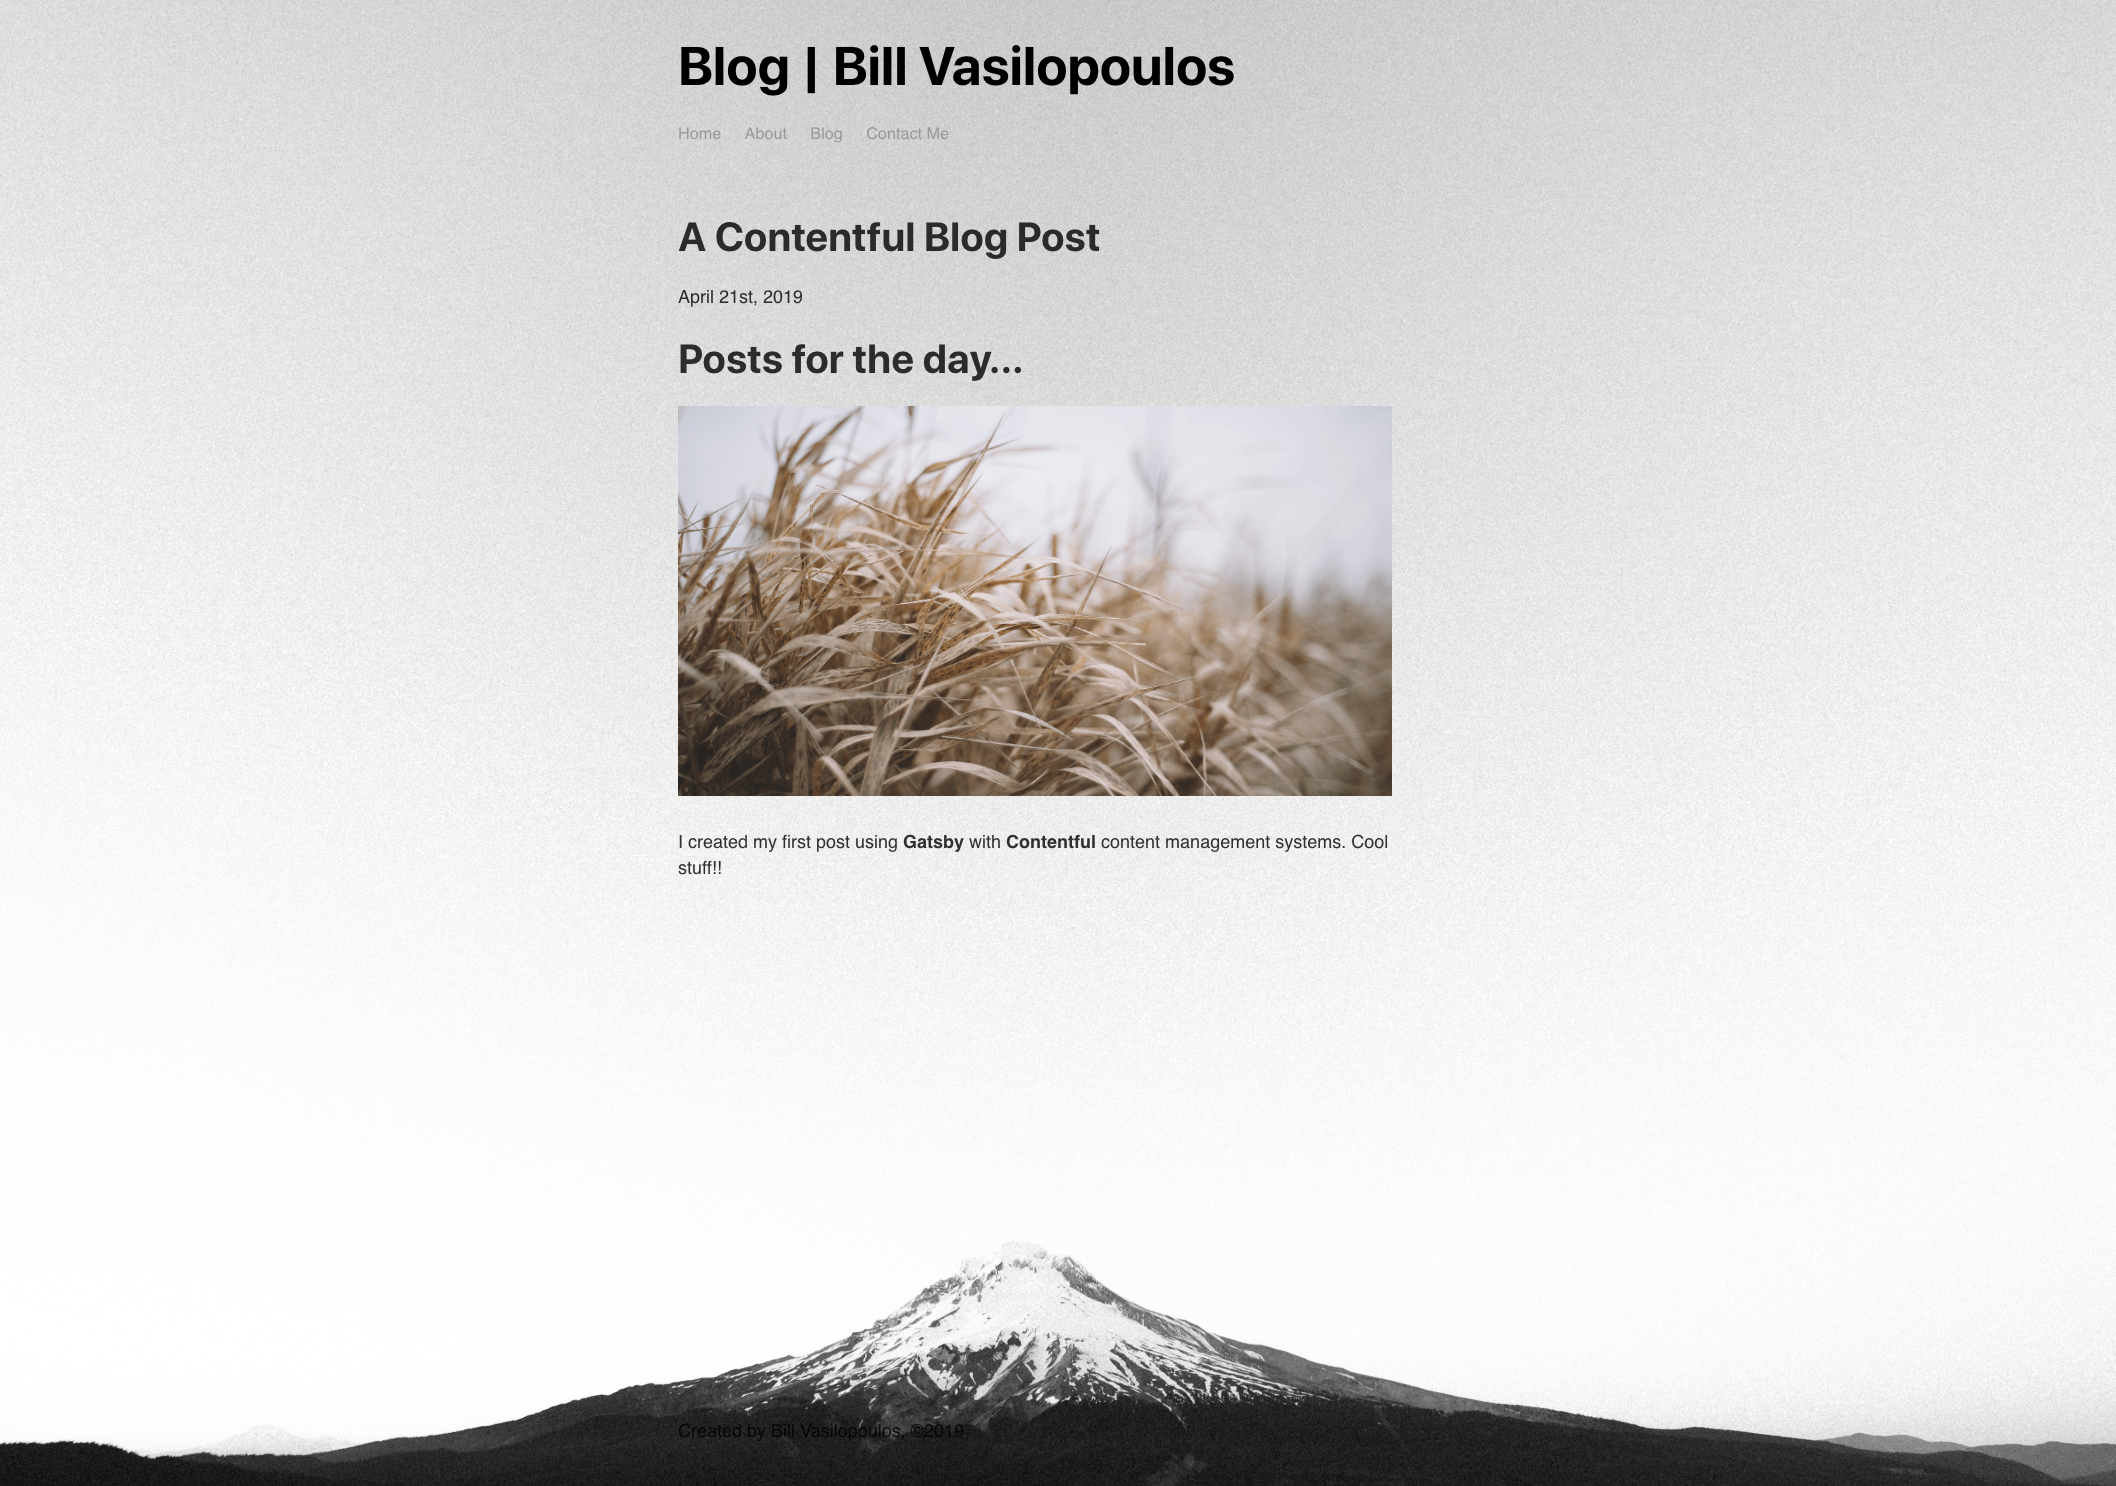 Blog | Bill Vasilopoulos
Home About Blog Contact Me
A Contentful Blog Post
April 21st, 2019
Posts for the day...
I created my first post using Gatsby with Contentful content management systems. Cool
stuff!!
Created by Bill Vasilopoulos, ©2019